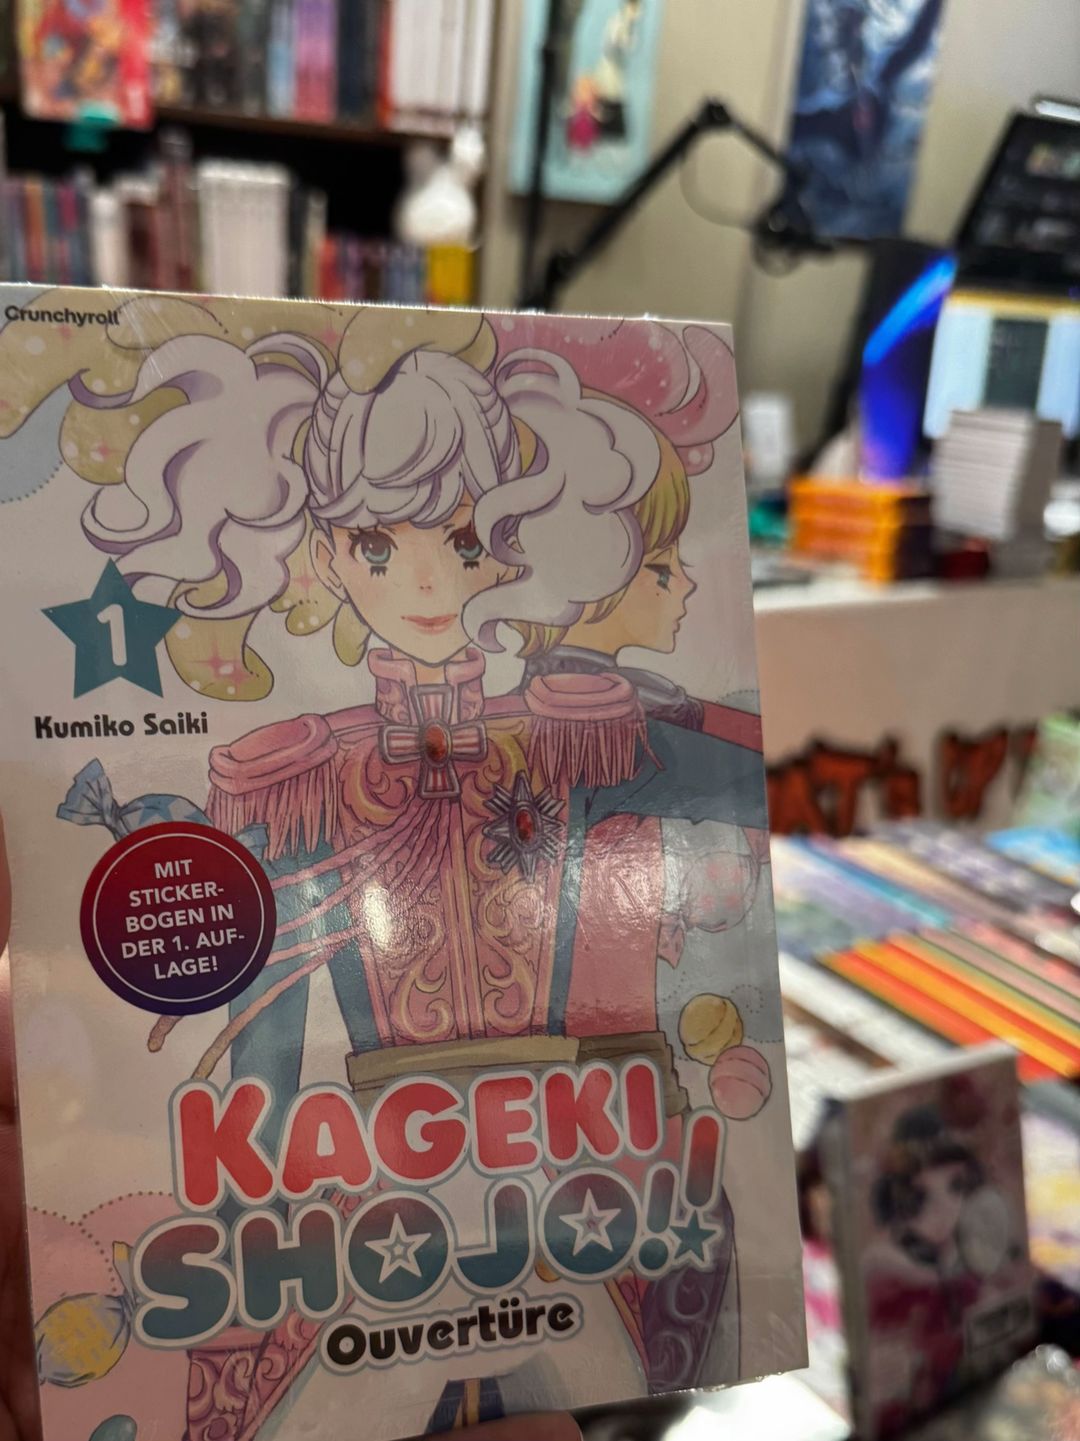 Crunchyroll
1
Kumiko Saiki
MIT
STICKER-
BOGEN IN
DER 1. AUF-
LAGE!
KAGEKI
SHOJO!!
Ouvertüre